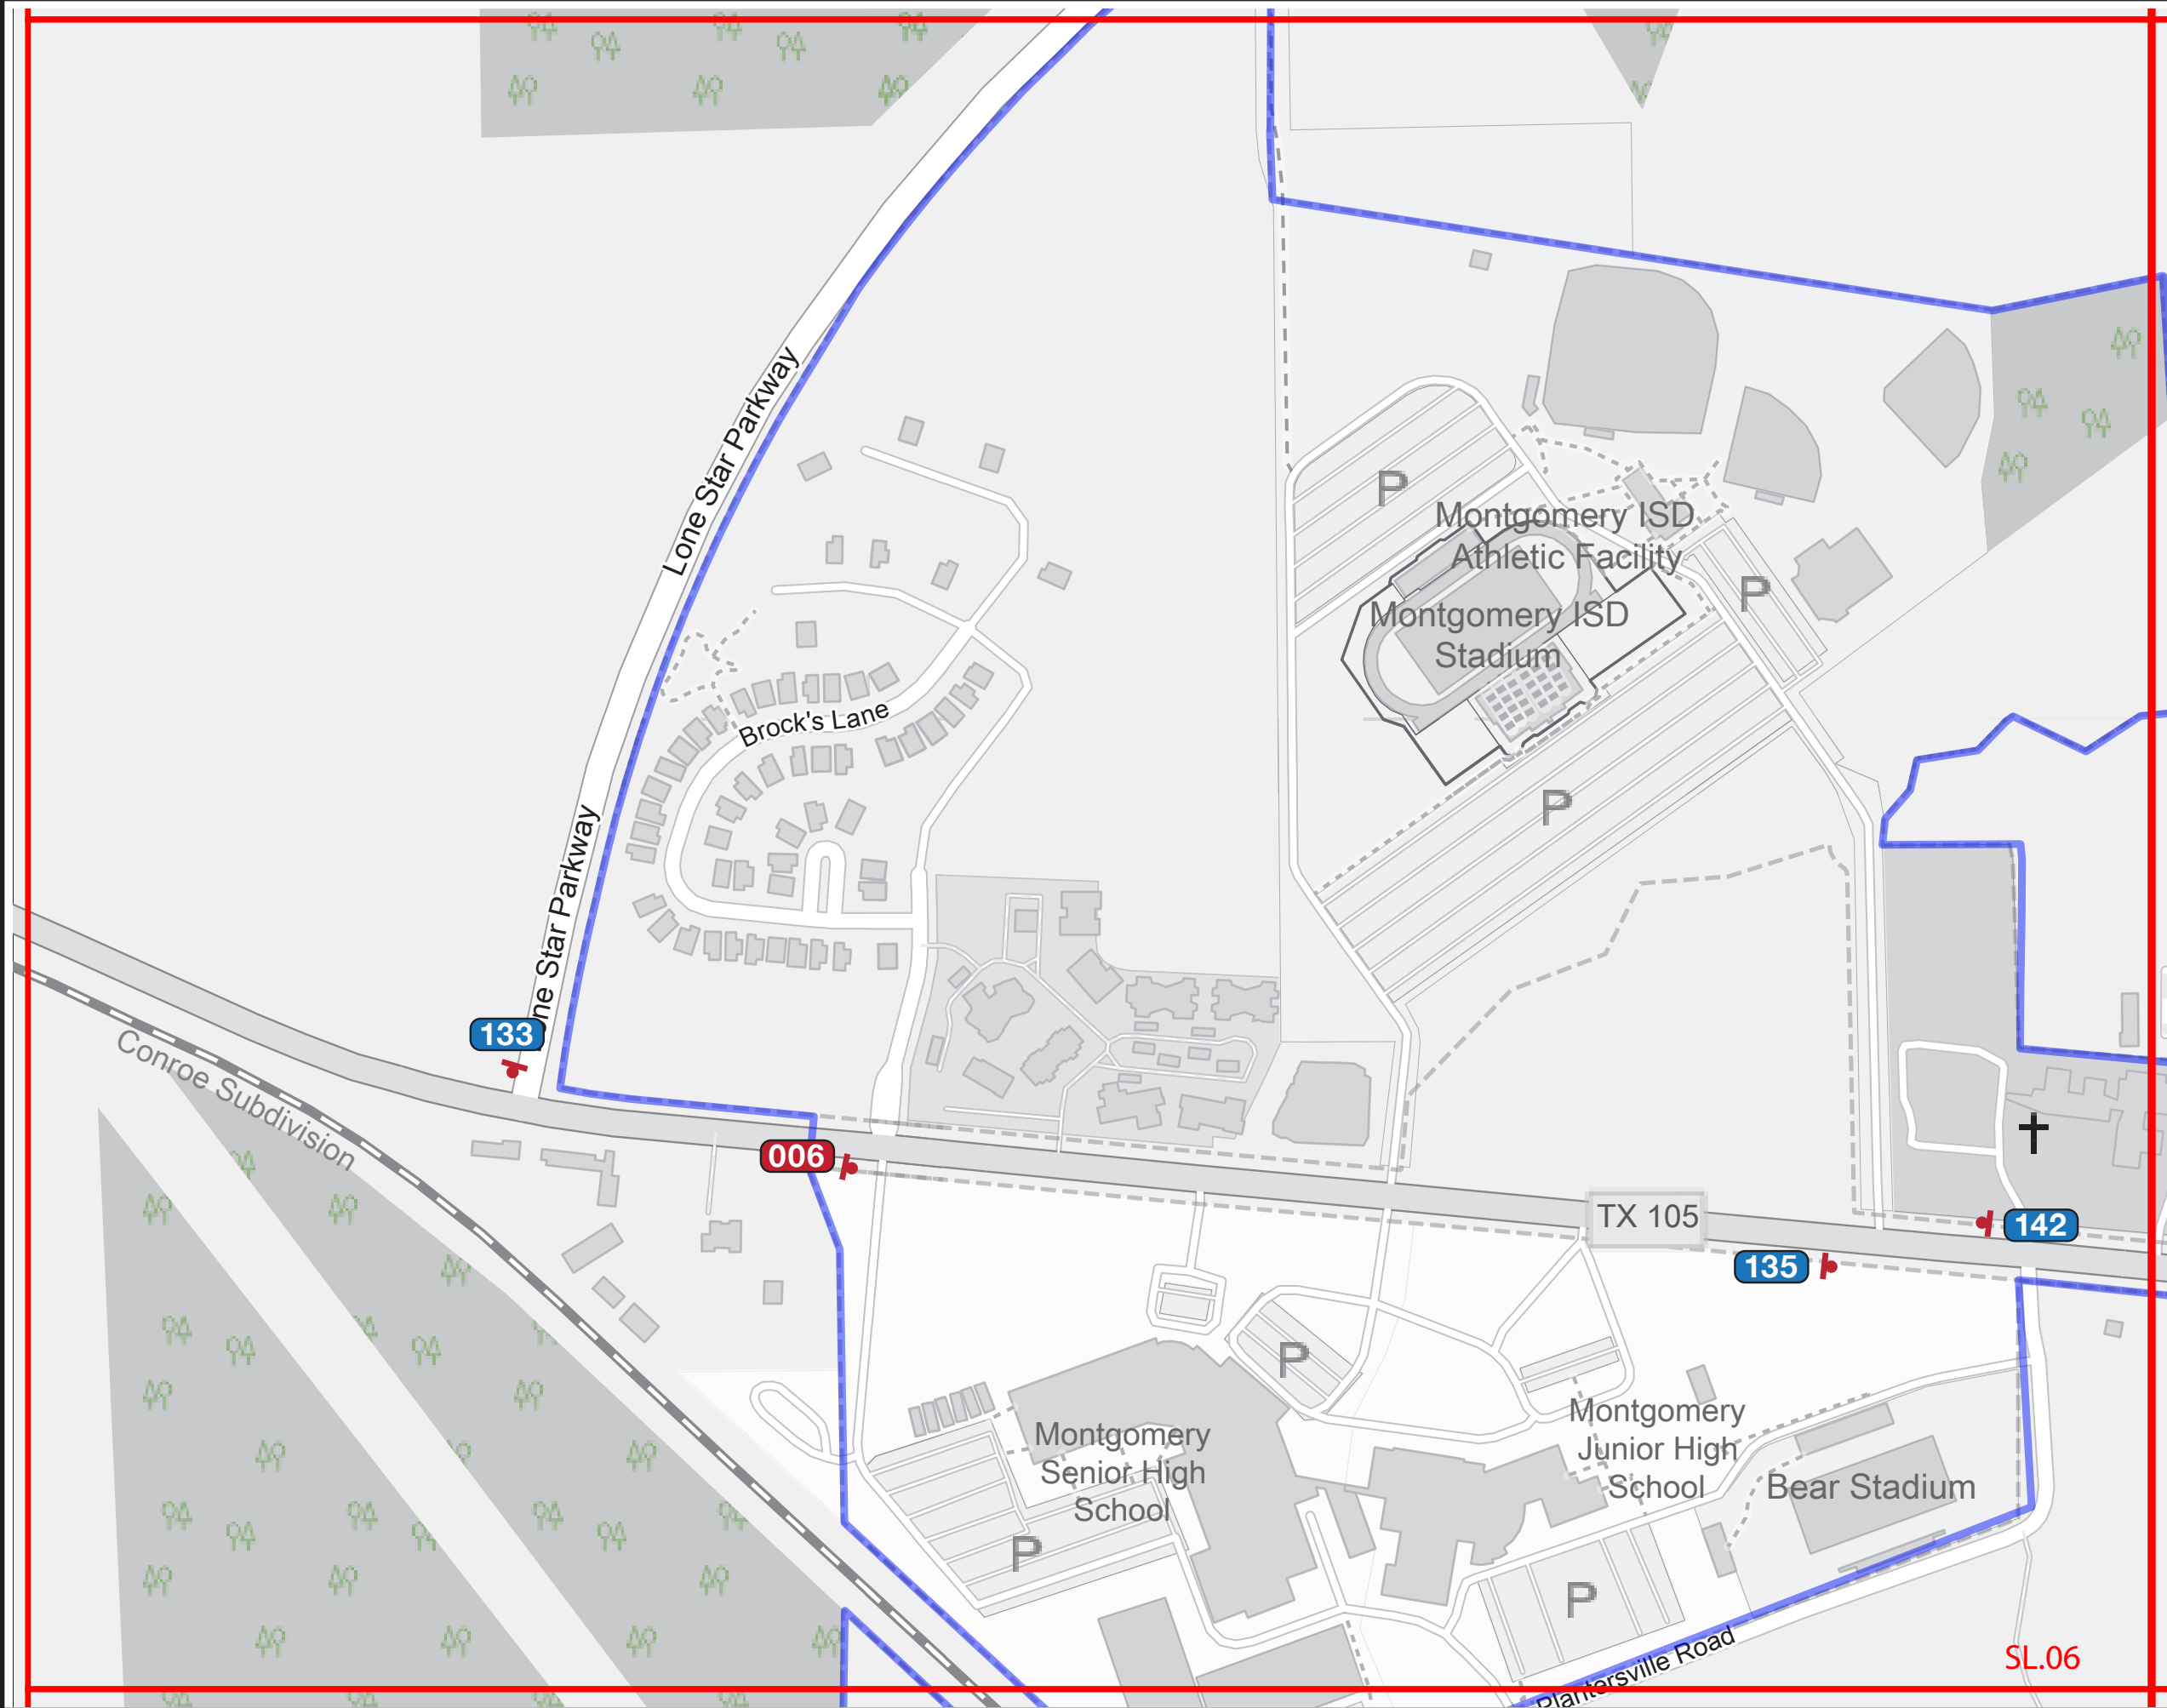 Lone Star Parkway
P
Montgomery ISD
Athletic Facility
P
Montgomery ISD
Stadium
Brock's Lane
P
ne Star Parkway
133
Conroe Subdivision
006
TX 105
142
135
P
Montgomery
Senior High
School
Montgomery
Junior High
School
Bear Stadium
P
P
Plantersville Road
SL.06